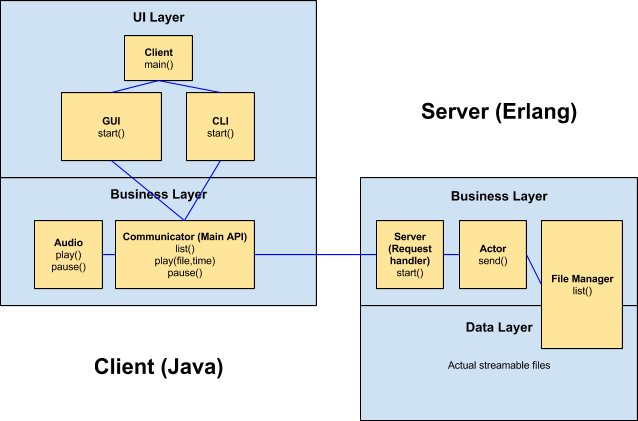 UI Layer
Client
main()
GUI
start()
CLI
start()
Business Layer
Audio
play()
pause()
Communicator (Main API)
list()
play(file,time)
pause()
Client (Java)
Server (Erlang)
Business Layer
Server
(Request
handler)
start()
Actor
send()
File Manager
list()
Data Layer
Actual streamable files